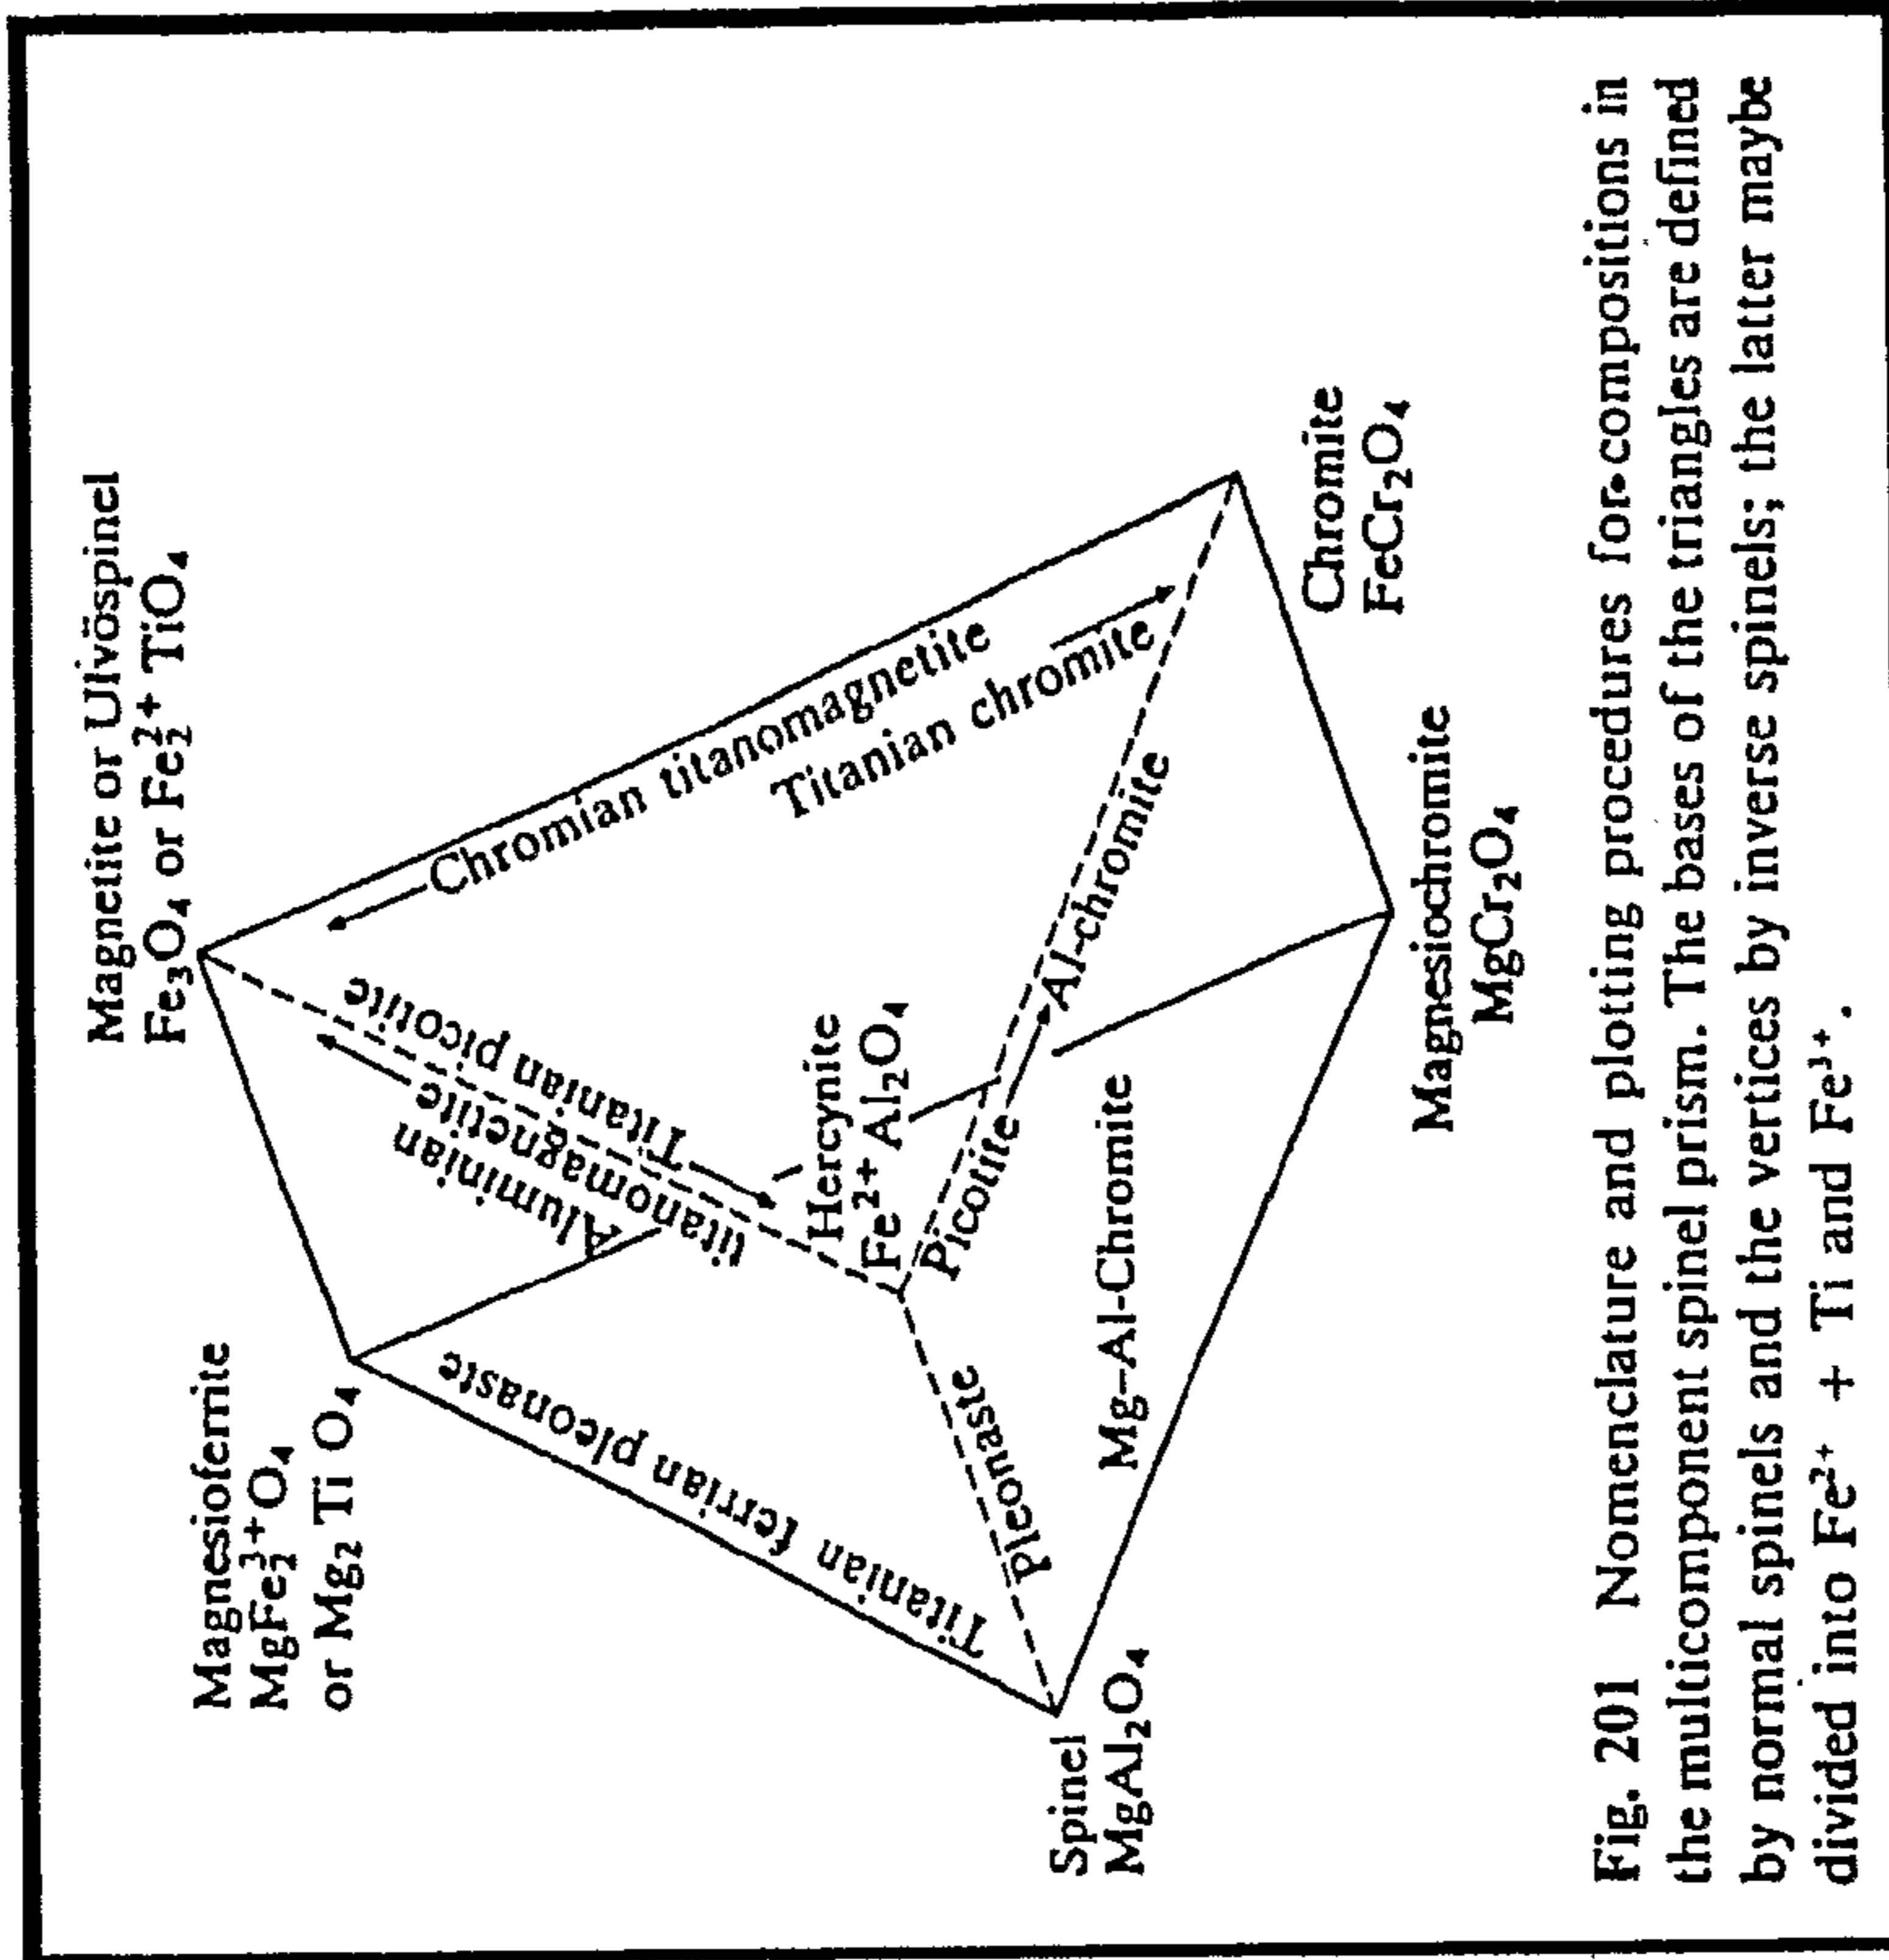 Magnetite or Ulvöspinel
Fe₃O₄ or Fe₂²⁺ TiO₄
Magnesioferrite
MgFe₂³⁺O₄
or Mg₂ Ti O₄
Chromian titanomagnetite
Titanian chromite
Titanian picotite
Aluminian
titanomagnetite
Titanian ferrian pleonaste
Hercynite
Fe²⁺ Al₂O₄
Picotite
Al-chromite
Pleonaste
Mg–Al-Chromite
Spinel
MgAl₂O₄
Chromite
FeCr₂O₄
Magnesiochromite
MgCr₂O₄
Fig. 201 Nomenclature and plotting procedures for compositions in
the multicomponent spinel prism. The bases of the triangles are defined
by normal spinels and the vertices by inverse spinels; the latter maybe
divided into Fe²⁺ + Ti and Fe³⁺.